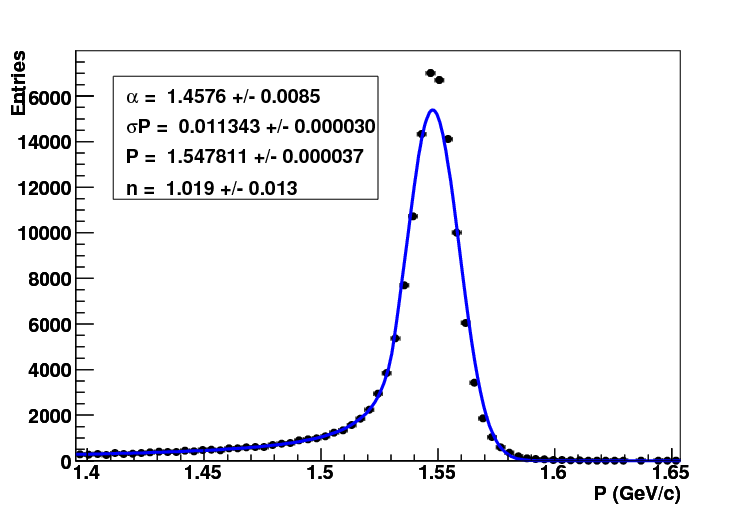 Entries
α = 1.4576 +/- 0.0085
σP = 0.011343 +/- 0.000030
P = 1.547811 +/- 0.000037
n = 1.019 +/- 0.013
6000
14000
12000
10000
8000
6000
4000
2000
0
1.4 1.45 1.5 1.55 1.6 1.65
P (GeV/c)